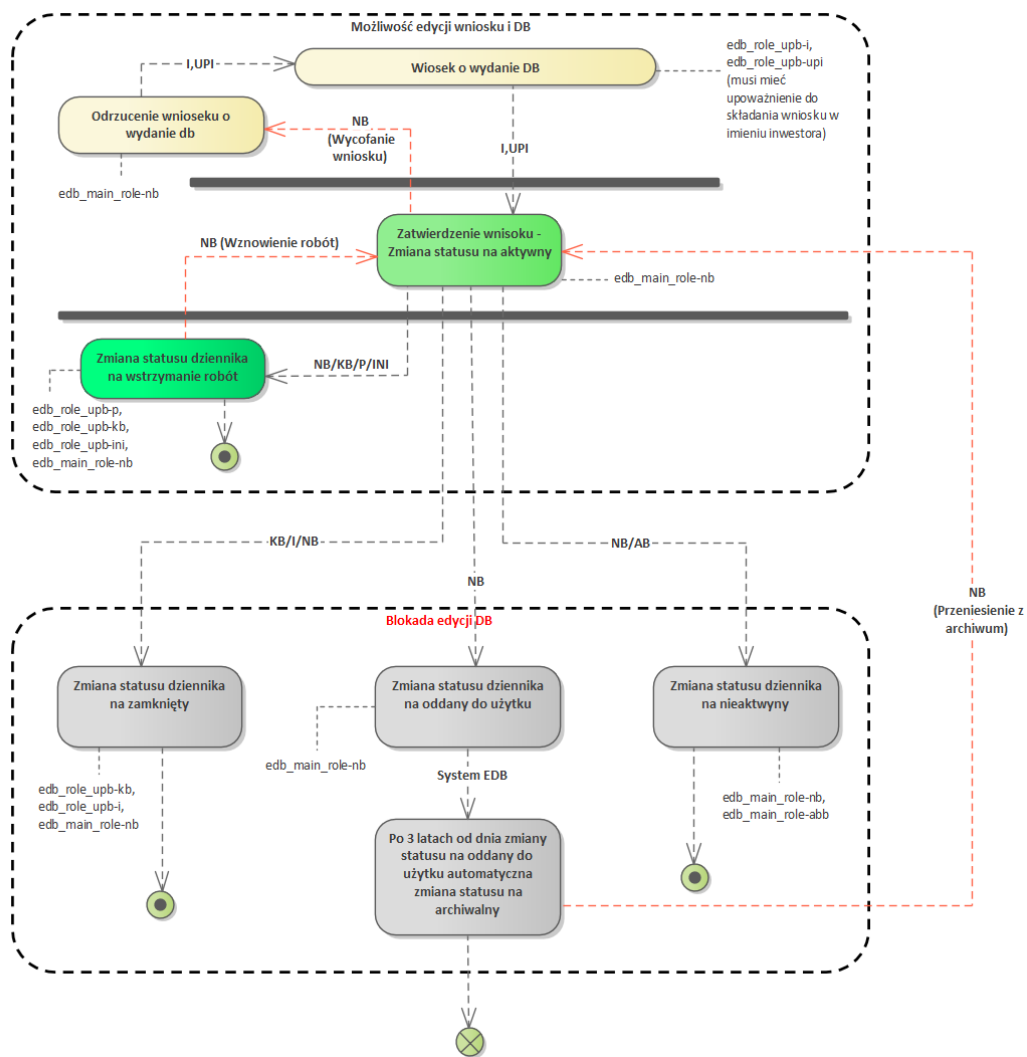 Możliwość edycji wniosku i DB
I,UPI
Wiosek o wydanie DB
edb_role_upb-i,
edb_role_upb-upi
(musi mieć
upoważnienie do
składania wniosku w
imieniu inwestora)
Odrzucenie wnioseku o
wydanie db
NB
(Wycofanie
wniosku)
I,UPI
edb_main_role-nb
Zatwierdzenie wnisoku -
Zmiana statusu na aktywny
NB (Wznowienie robót)
edb_main_role-nb
Zmiana statusu dziennika
na wstrzymanie robót
NB/KB/P/INI
edb_role_upb-p,
edb_role_upb-kb,
edb_role_upb-ini,
edb_main_role-nb
KB/I/NB
NB/AB
NB
NB
(Przeniesienie z
archiwum)
Blokada edycji DB
Zmiana statusu dziennika
na zamknięty
Zmiana statusu dziennika
na oddany do użytku
Zmiana statusu dziennika
na nieaktwyny
edb_main_role-nb
System EDB
edb_role_upb-kb,
edb_role_upb-i,
edb_main_role-nb
edb_main_role-nb,
edb_main_role-abb
Po 3 latach od dnia zmiany
statusu na oddany do
użytku automatyczna
zmiana statusu na
archiwalny